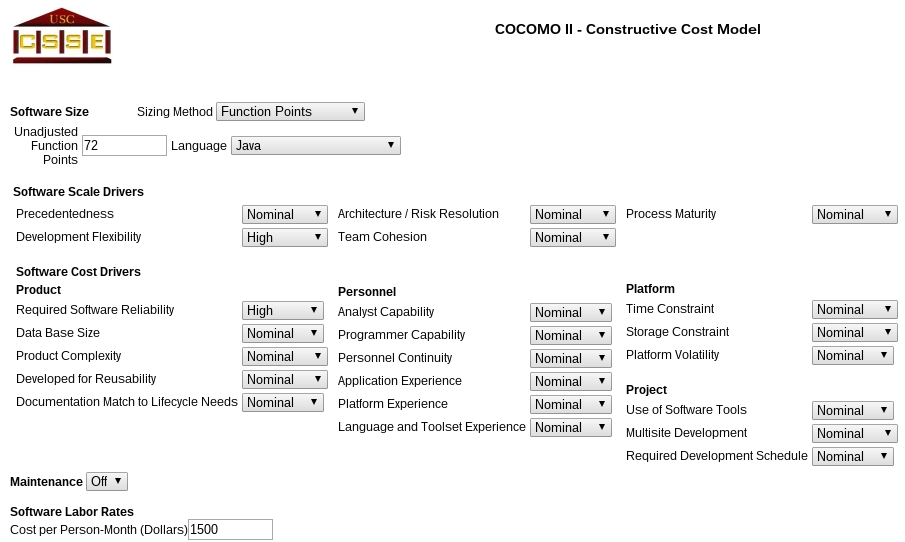 USC
CSSE
COCOMO II - Constructive Cost Model
Software Size Sizing Method Function Points
Unadjusted
Function
Points 72 Language Java
Software Scale Drivers
Precedentedness Nominal Architecture / Risk Resolution Nominal Process Maturity Nominal
Development Flexibility High Team Cohesion Nominal
Software Cost Drivers
Product
Required Software Reliability High
Data Base Size Nominal
Product Complexity Nominal
Developed for Reusability Nominal
Documentation Match to Lifecycle Needs Nominal
Personnel
Analyst Capability Nominal
Programmer Capability Nominal
Personnel Continuity Nominal
Application Experience Nominal
Platform Experience Nominal
Language and Toolset Experience Nominal
Platform
Time Constraint Nominal
Storage Constraint Nominal
Platform Volatility Nominal
Project
Use of Software Tools Nominal
Multisite Development Nominal
Required Development Schedule Nominal
Maintenance Off
Software Labor Rates
Cost per Person-Month (Dollars) 1500